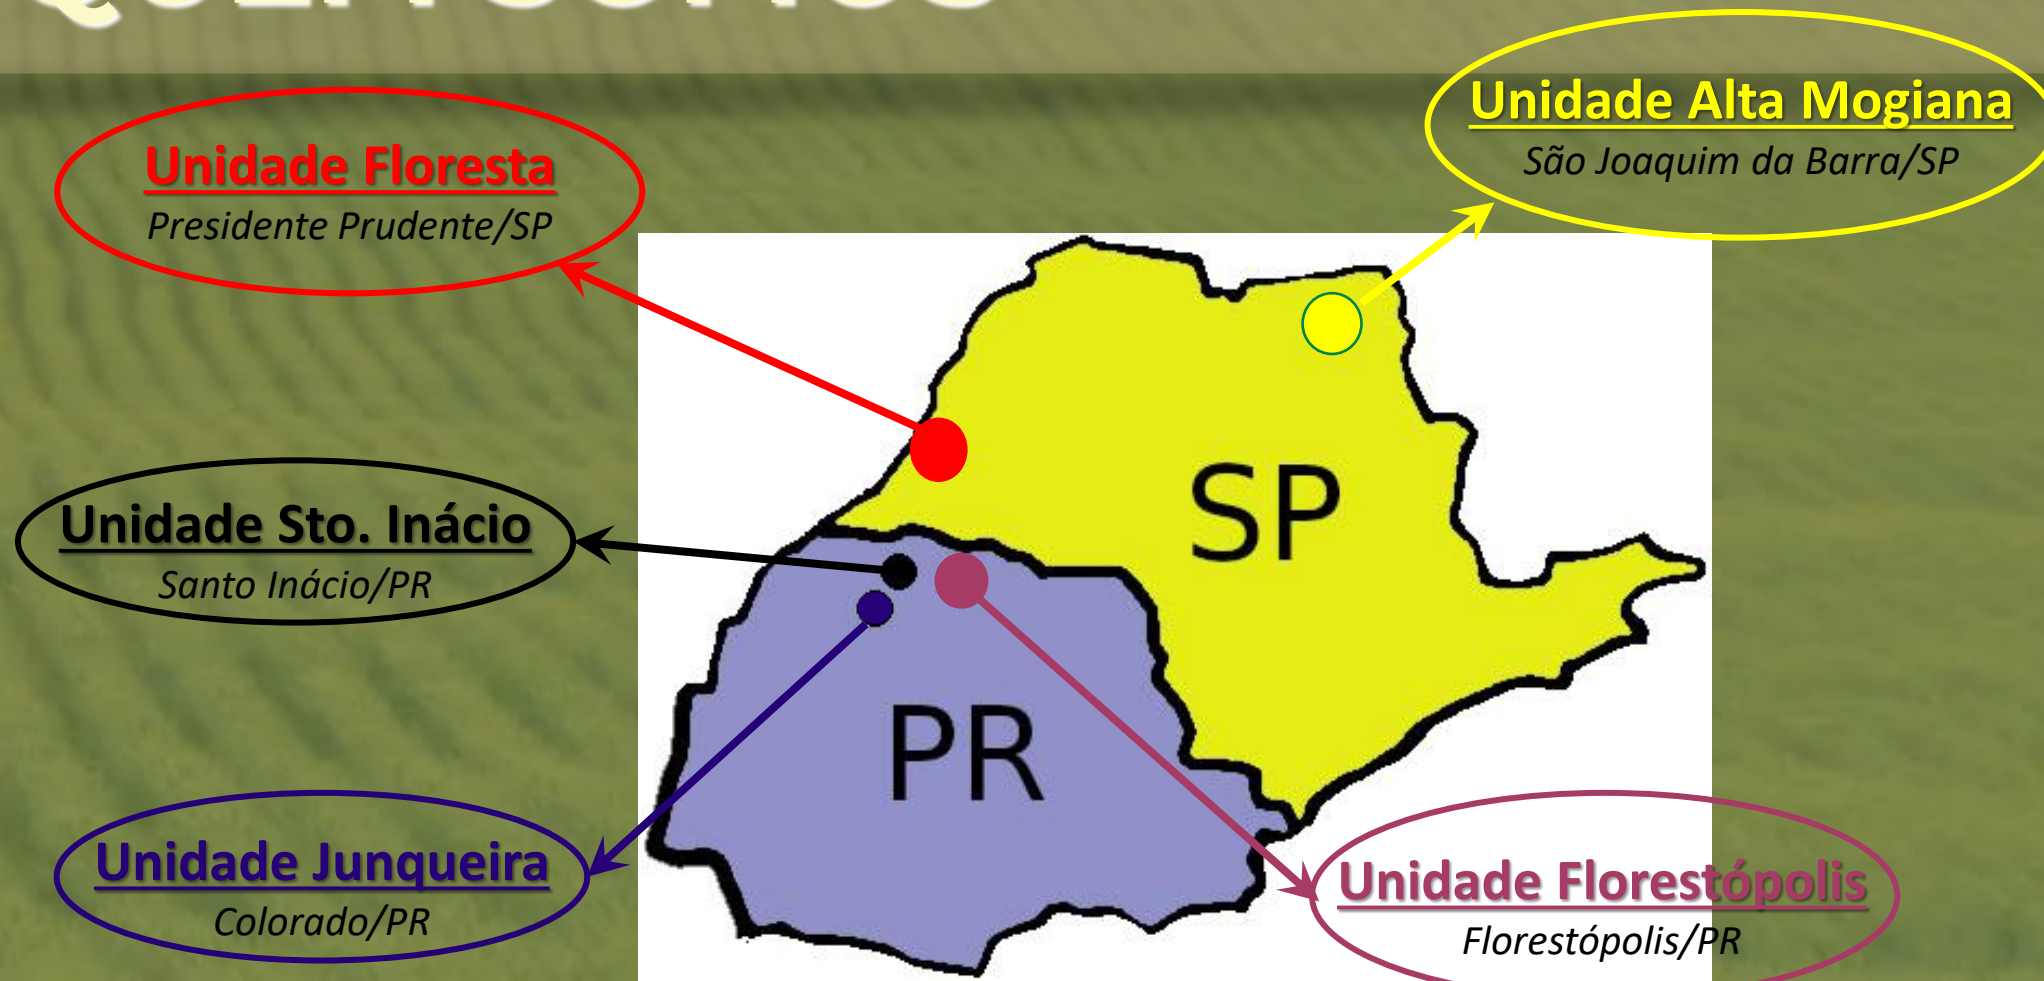 Unidade Alta Mogiana
São Joaquim da Barra/SP
Unidade Floresta
Presidente Prudente/SP
SP
Unidade Sto. Inácio
Santo Inácio/PR
PR
Unidade Junqueira
Colorado/PR
Unidade Florestópolis
Florestópolis/PR